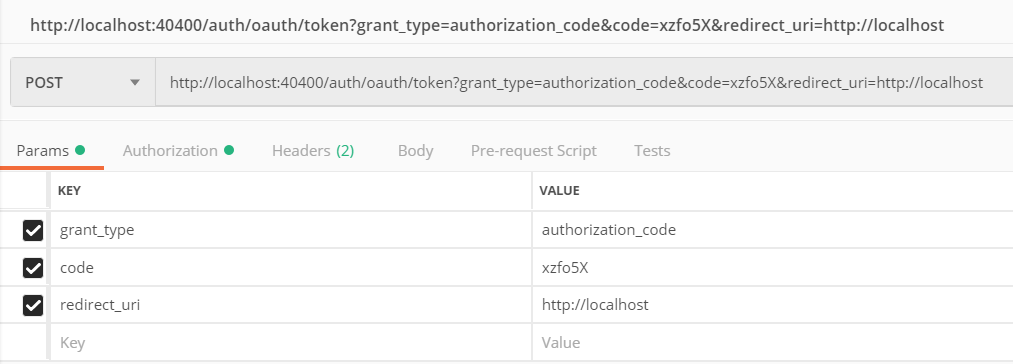 http://localhost:40400/auth/oauth/token?grant_type=authorization_code&code=xzfo5X&redirect_uri=http://localhost
POST http://localhost:40400/auth/oauth/token?grant_type=authorization_code&code=xzfo5X&redirect_uri=http://localhost
Params Authorization Headers (2) Body Pre-request Script Tests
KEY VALUE
grant_type authorization_code
code xzfo5X
redirect_uri http://localhost
Key Value